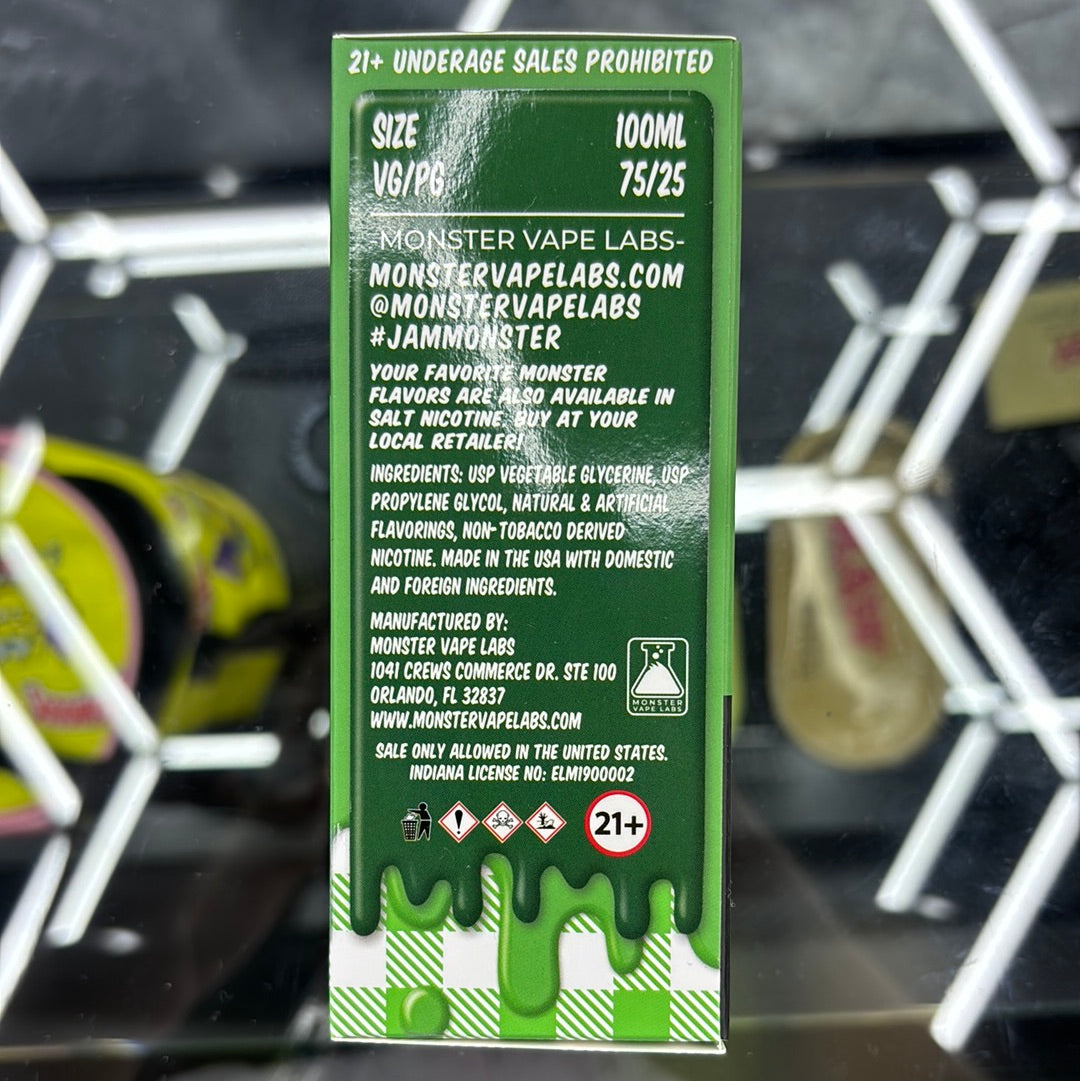 21+ UNDERAGE SALES PROHIBITED
SIZE 100ML
VG/PG 75/25
-MONSTER VAPE LABS-
MONSTERVAPELABS.COM
@MONSTERVAPELABS
#JAMMONSTER
YOUR FAVORITE MONSTER
FLAVORS ARE ALSO AVAILABLE IN
SALT NICOTINE. BUY AT YOUR
LOCAL RETAILER!
INGREDIENTS: USP VEGETABLE GLYCERINE, USP
PROPYLENE GLYCOL, NATURAL & ARTIFICIAL
FLAVORINGS, NON-TOBACCO DERIVED
NICOTINE. MADE IN THE USA WITH DOMESTIC
AND FOREIGN INGREDIENTS.
MANUFACTURED BY:
MONSTER VAPE LABS
1041 CREWS COMMERCE DR. STE 100
ORLANDO, FL 32837
WWW.MONSTERVAPELABS.COM
MONSTER
VAPE LABS
SALE ONLY ALLOWED IN THE UNITED STATES.
INDIANA LICENSE NO: ELM1900002
21+